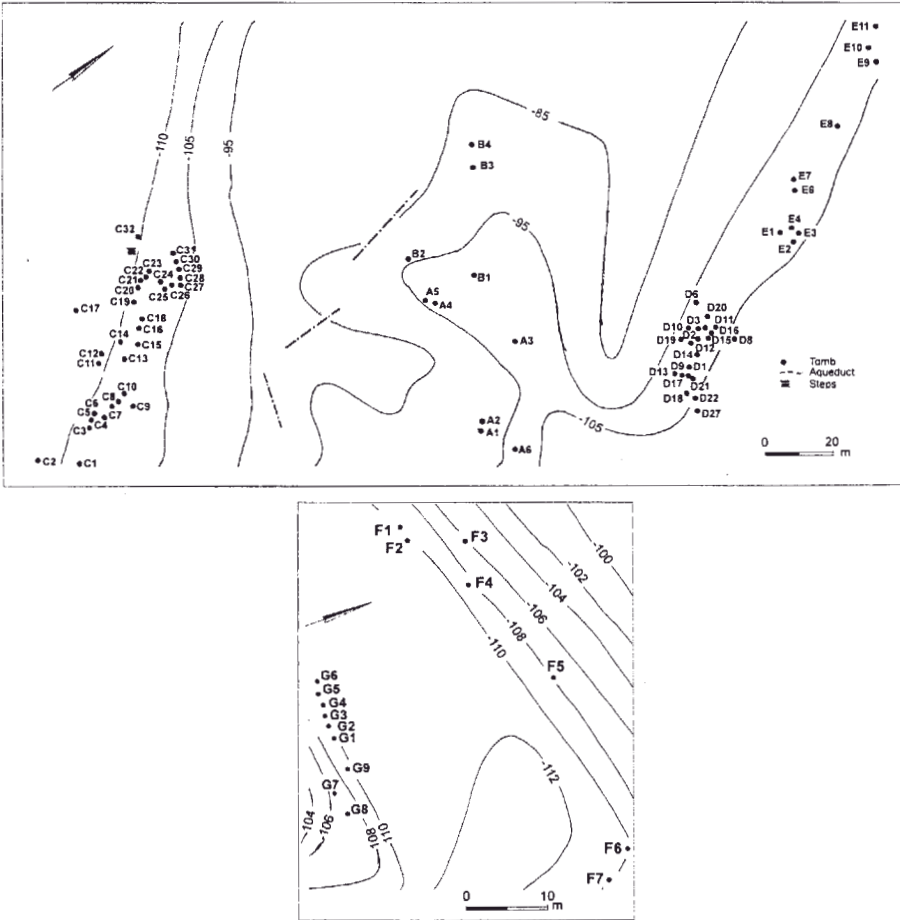 E11
E10
E9
-85
-110
-105
-95
B4
E8
B3
E7
E6
-95
C32
E4
E1
E3
E2
C31
B2
C30
C23
C29
C22
C24
C28
B1
C21
C27
C20
C25
C26
A5
D6
C19
A4
C17
D20
C18
D3
D11
D10
D16
C16
D2
C14
A3
D19
D15
D8
C15
D12
C12
D14
Tamb
C13
C11
D9
D1
Aqueduct
D13
D17
D21
Steps
C10
D18
D22
C8
C6
C9
D27
C5
C7
-105
A2
C3
C4
A1
A6
0 20
m
C2
C1
F1
F3
F2
-100
-102
F4
-104
-106
-108
-110
F5
G6
G5
G4
G3
G2
G1
G9
-112
G7
G8
104
106
108
110
F6
F7
0 10
m